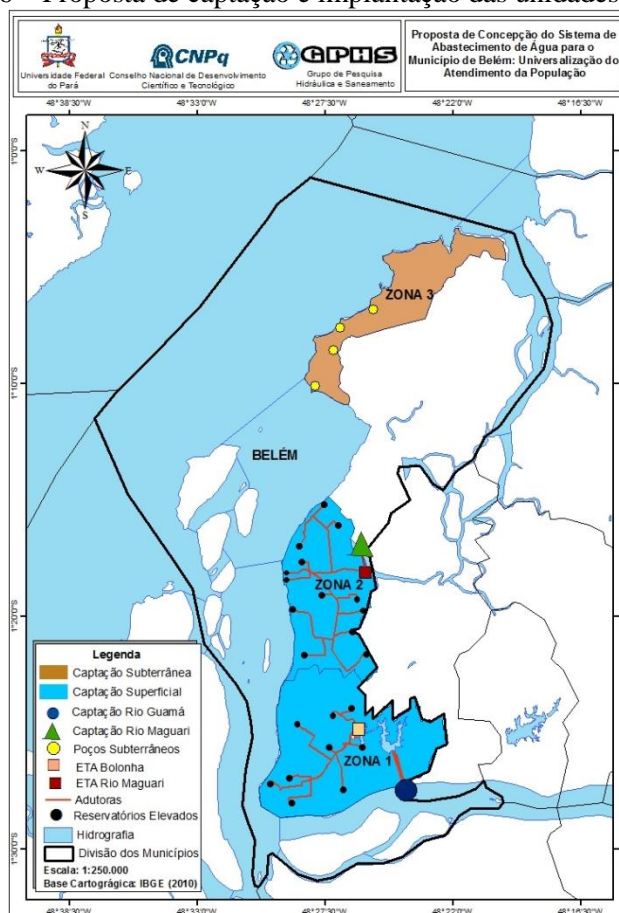 6 - Proposta de captação e implantação das unidades
Universidade Federal
do Pará
CNPq
Conselho Nacional de Desenvolvimento
Científico e Tecnológico
GPHS
Grupo de Pesquisa
Hidráulica e Saneamento
Proposta de Concepção do Sistema de
Abastecimento de Água para o
Município de Belém: Universalização do
Atendimento da População
48°38'30"W 48°33'0"W 48°27'30"W 48°22'0"W 48°16'30"W
1°0'0"S
N
W E
S
ZONA 3
1°10'0"S
BELÉM
ZONA 2
1°20'0"S
ZONA 1
Legenda
Captação Subterrânea
Captação Superficial
Captação Rio Guamá
Captação Rio Maguari
Poços Subterrâneos
ETA Bolonha
ETA Rio Maguari
Adutoras
Reservatórios Elevados
Hidrografia
Divisão dos Municípios
Escala: 1:250.000
Base Cartográgica: IBGE (2010)
1°30'0"S
48°38'30"W 48°33'0"W 48°27'30"W 48°22'0"W 48°16'30"W